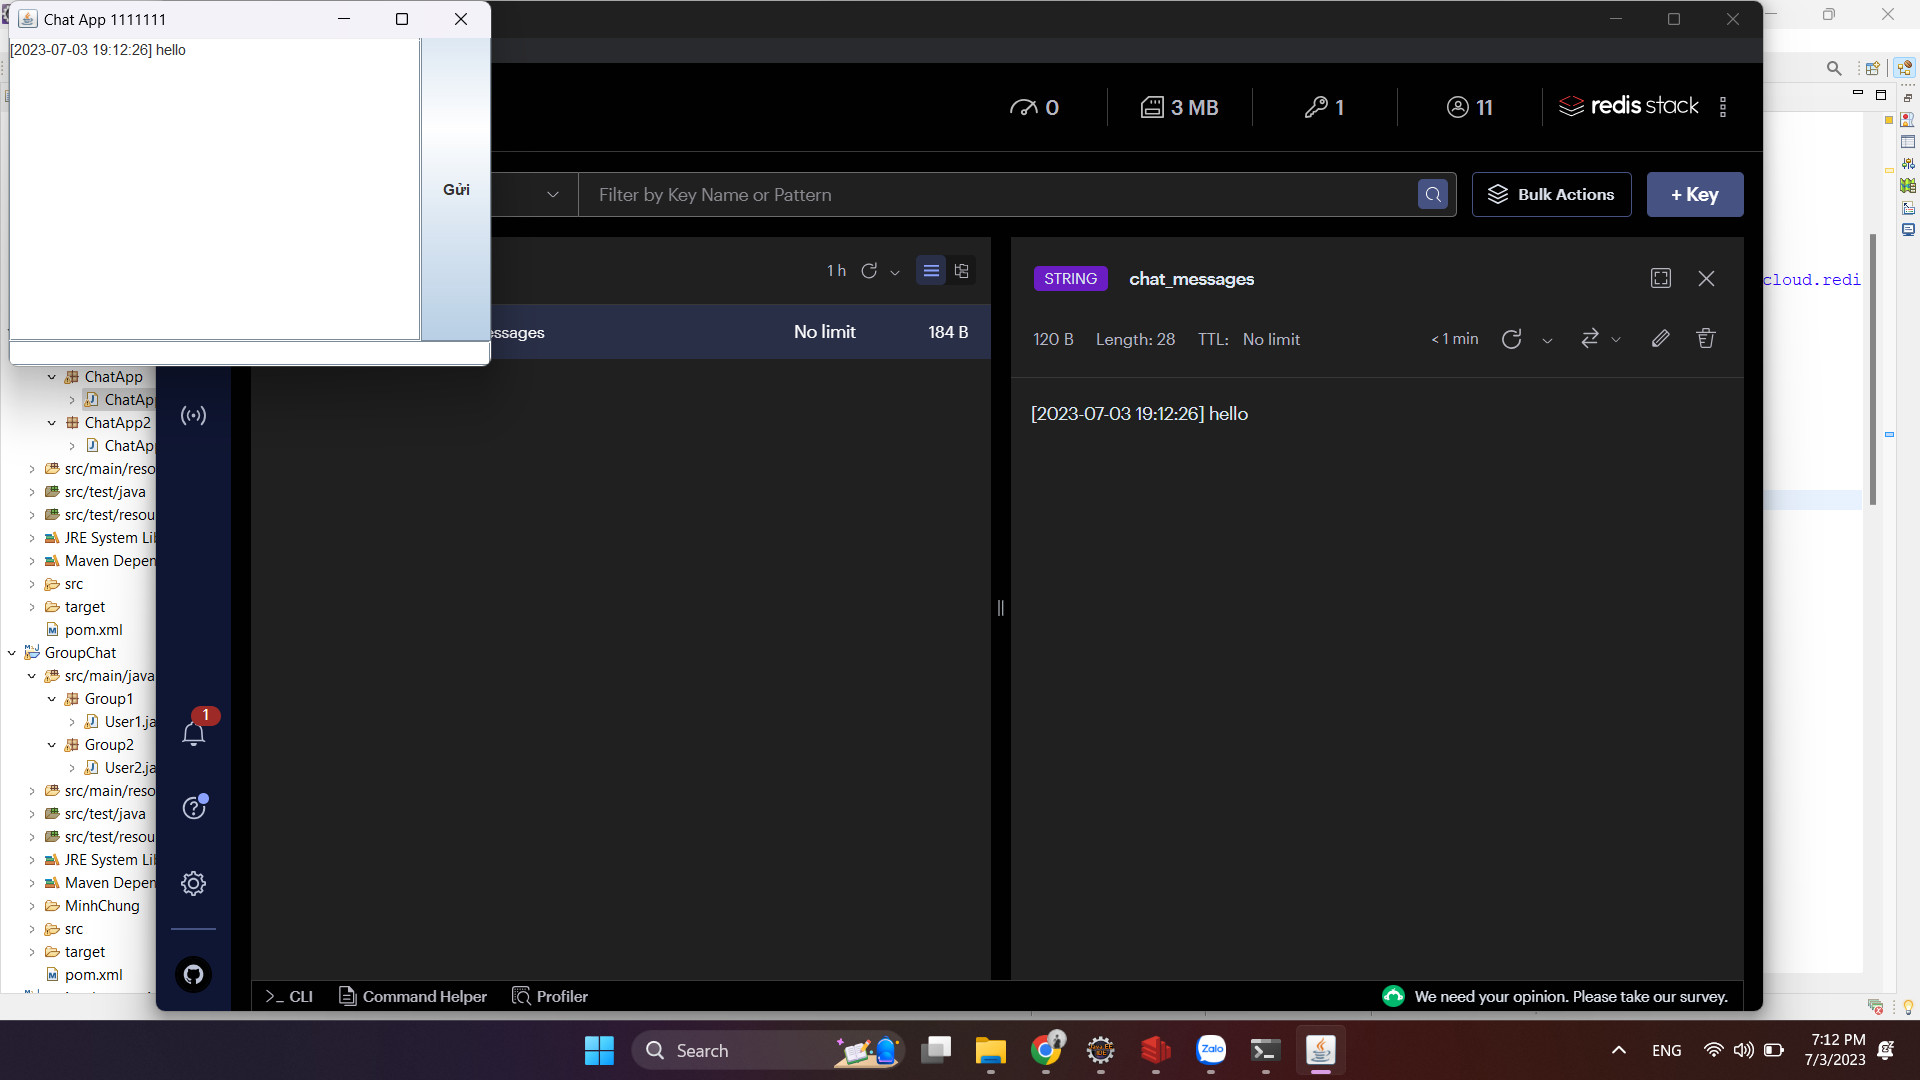 Chat App 1111111
[2023-07-03 19:12:26] hello
Gửi
0
3 MB
1
11
redis stack
Filter by Key Name or Pattern
Bulk Actions
+ Key
1 h
essages
No limit
184 B
STRING
chat_messages
120 B
Length: 28
TTL:
No limit
< 1 min
[2023-07-03 19:12:26] hello
cloud.redi
ChatApp
ChatApp
ChatApp2
ChatApp
src/main/reso
src/test/java
src/test/resou
JRE System Lib
Maven Depen
src
target
pom.xml
GroupChat
src/main/java
Group1
User1.ja
Group2
User2.ja
src/main/reso
src/test/java
src/test/resou
JRE System Lib
Maven Depen
MinhChung
src
target
pom.xml
1
>_ CLI
Command Helper
Profiler
We need your opinion. Please take our survey.
Search
Zalo
ENG
7:12 PM
7/3/2023